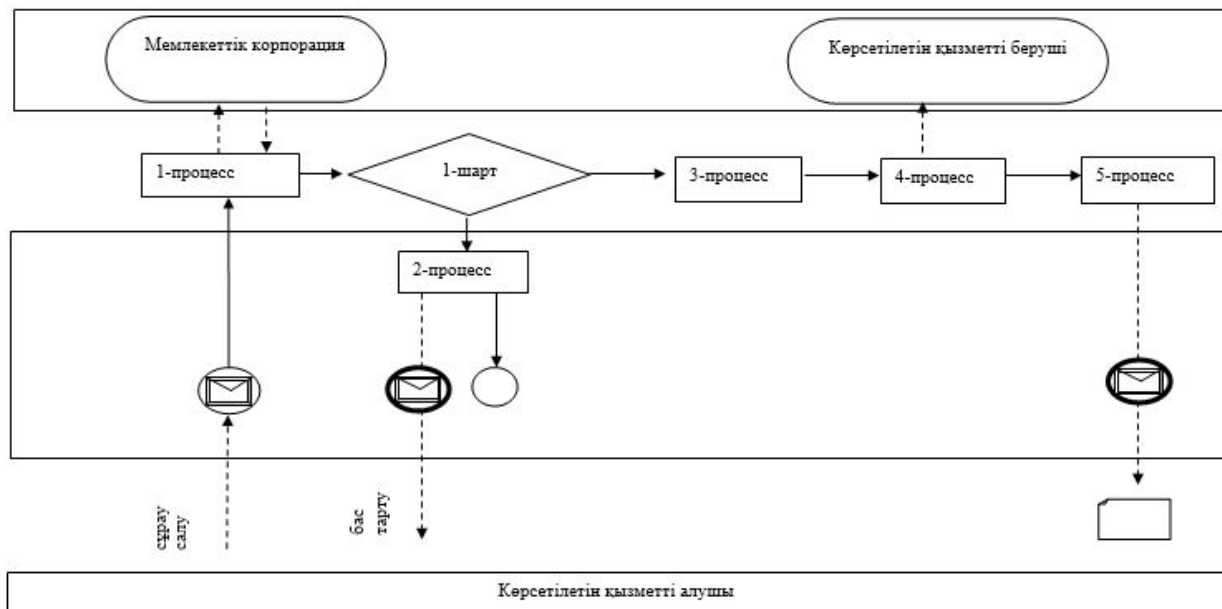 Мемлекеттік корпорация
Көрсетілетін қызметті беруші
1-процесс
1-шарт
3-процесс
4-процесс
5-процесс
2-процесс
сұрау
салу
бас
тарту
Көрсетілетін қызметті алушы